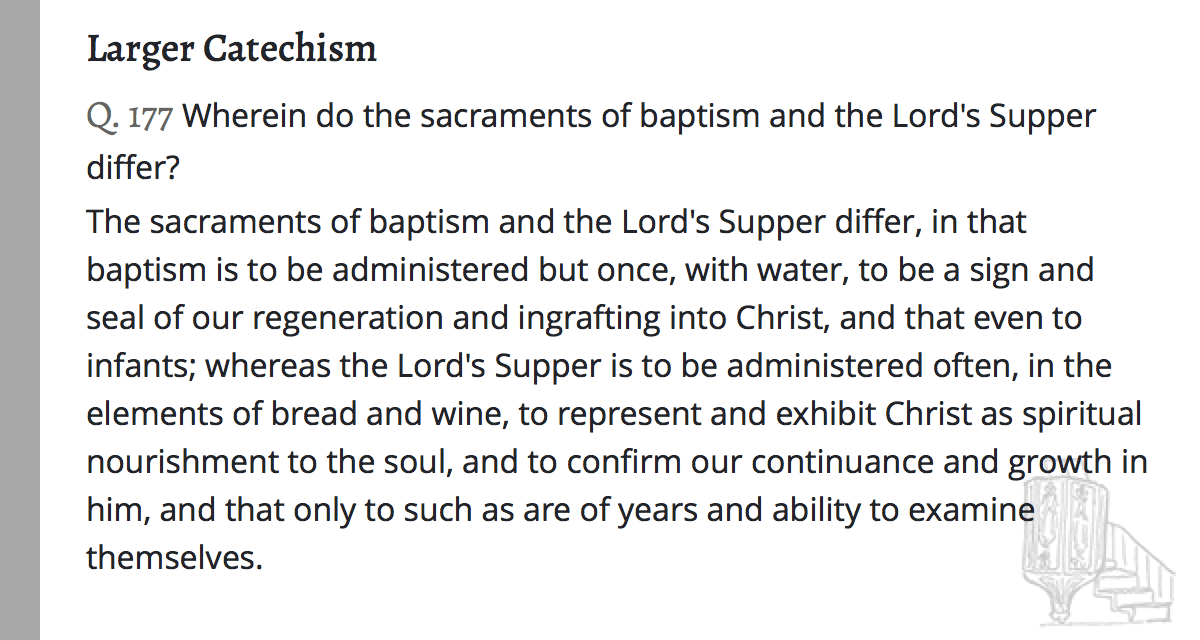 Larger Catechism
Q. 177 Wherein do the sacraments of baptism and the Lord's Supper
differ?
The sacraments of baptism and the Lord's Supper differ, in that
baptism is to be administered but once, with water, to be a sign and
seal of our regeneration and ingrafting into Christ, and that even to
infants; whereas the Lord's Supper is to be administered often, in the
elements of bread and wine, to represent and exhibit Christ as spiritual
nourishment to the soul, and to confirm our continuance and growth in
him, and that only to such as are of years and ability to examine
themselves.